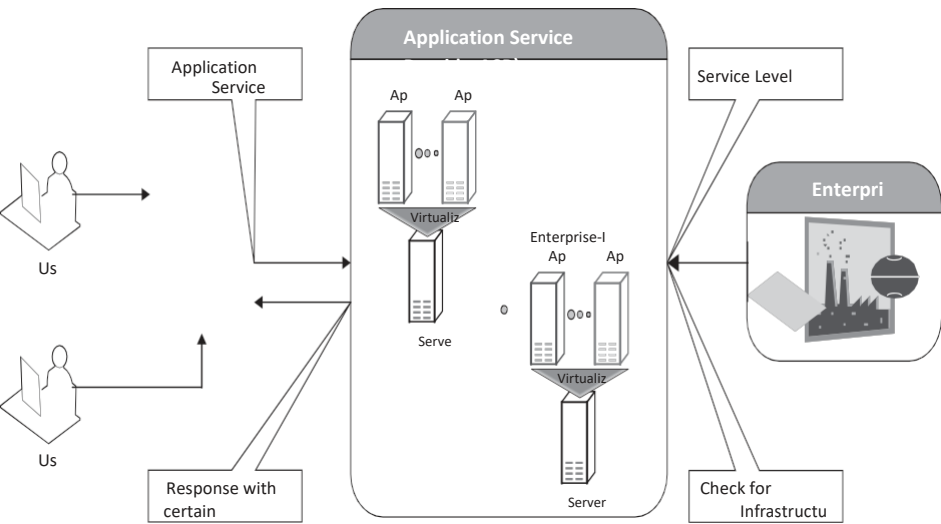 Application Service
Application
Service
Service Level
Ap Ap
Enterpri
Virtualiz
Us
Enterprise-I
Ap Ap
Serve
Virtualiz
Us
Response with
certain
Server
Check for
Infrastructu